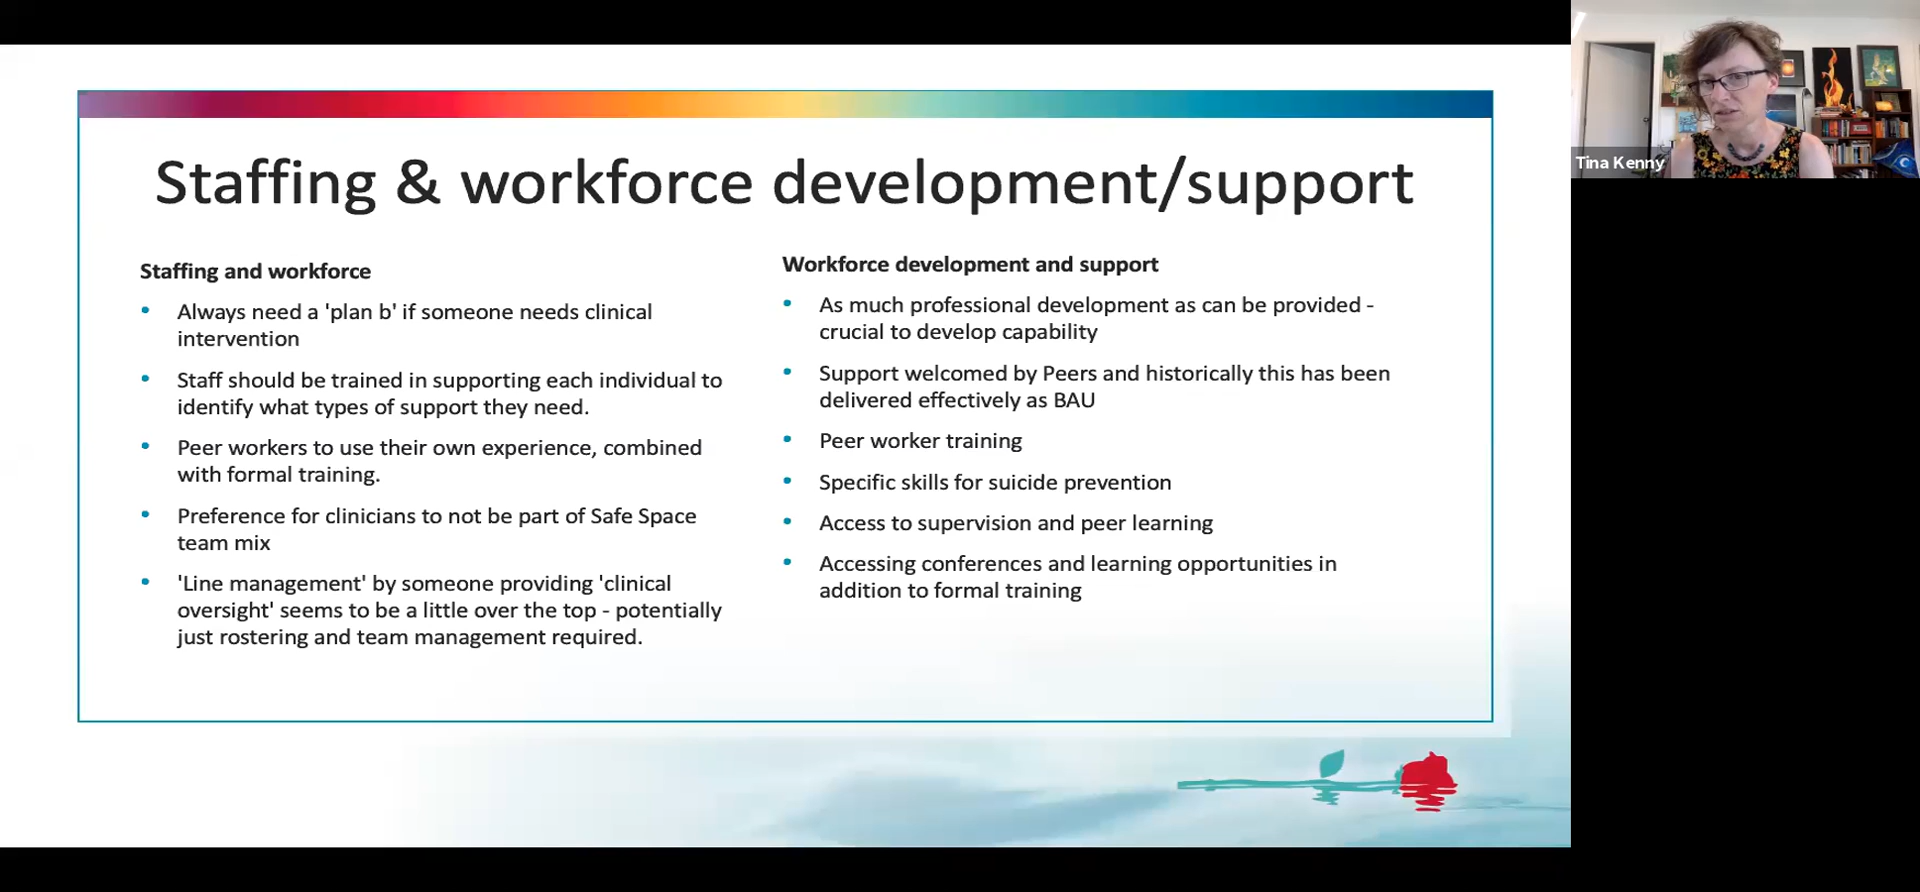 Staffing & workforce development/support
Staffing and workforce
• Always need a 'plan b' if someone needs clinical
intervention
• Staff should be trained in supporting each individual to
identify what types of support they need.
• Peer workers to use their own experience, combined
with formal training.
• Preference for clinicians to not be part of Safe Space
team mix
• 'Line management' by someone providing 'clinical
oversight' seems to be a little over the top - potentially
just rostering and team management required.
Workforce development and support
• As much professional development as can be provided -
crucial to develop capability
• Support welcomed by Peers and historically this has been
delivered effectively as BAU
• Peer worker training
• Specific skills for suicide prevention
• Access to supervision and peer learning
• Accessing conferences and learning opportunities in
addition to formal training
Tina Kenny